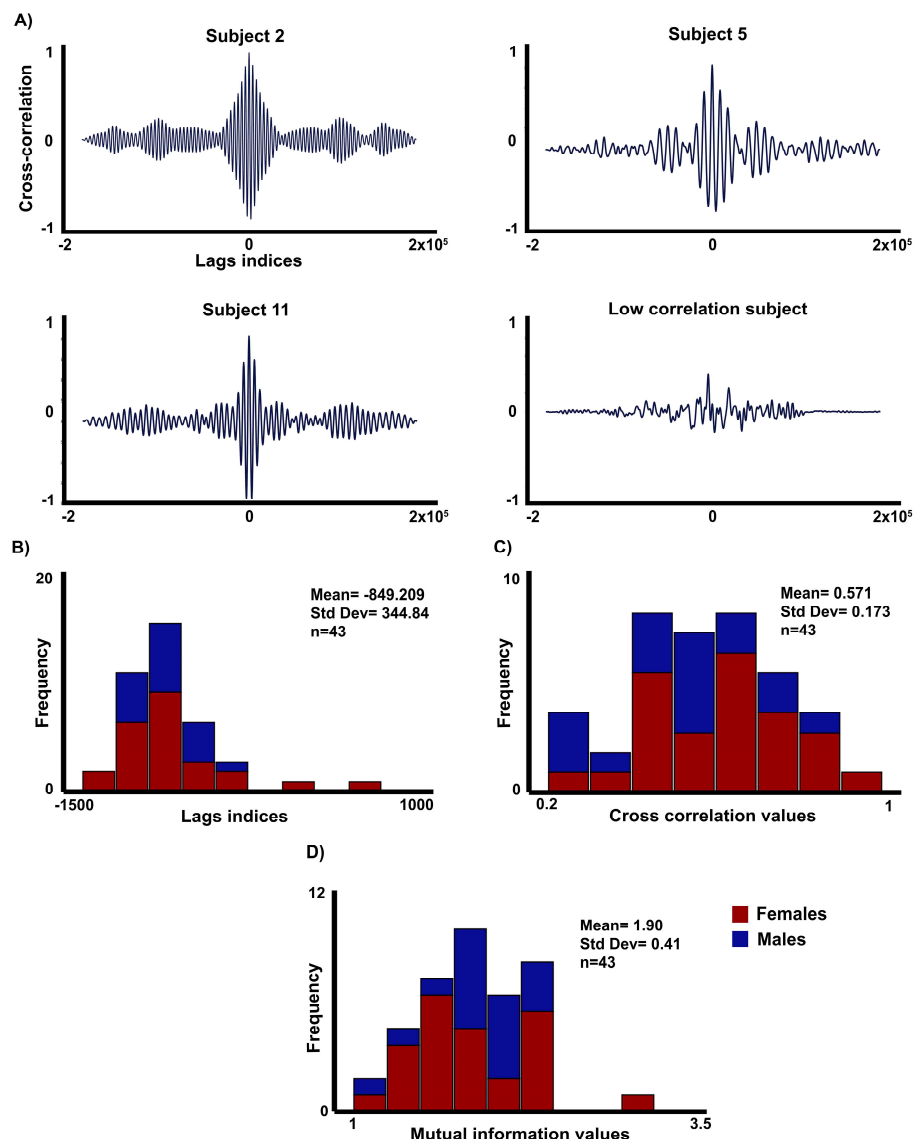 A)
Subject 2
Cross-correlation
1
0
-1
-2
0
2x10⁵
Lags indices
Subject 5
1
0
-1
-2
0
2x10⁵
Subject 11
1
0
-1
-2
0
2x10⁵
Low correlation subject
1
0
-1
-2
0
2x10⁵
B)
20
Frequency
0
-1500
1000
Lags indices
Mean= -849.209
Std Dev= 344.84
n=43
C)
10
Frequency
0
0.2
1
Cross correlation values
Mean= 0.571
Std Dev= 0.173
n=43
D)
12
Frequency
0
1
3.5
Mutual information values
Mean= 1.90
Std Dev= 0.41
n=43
Females
Males